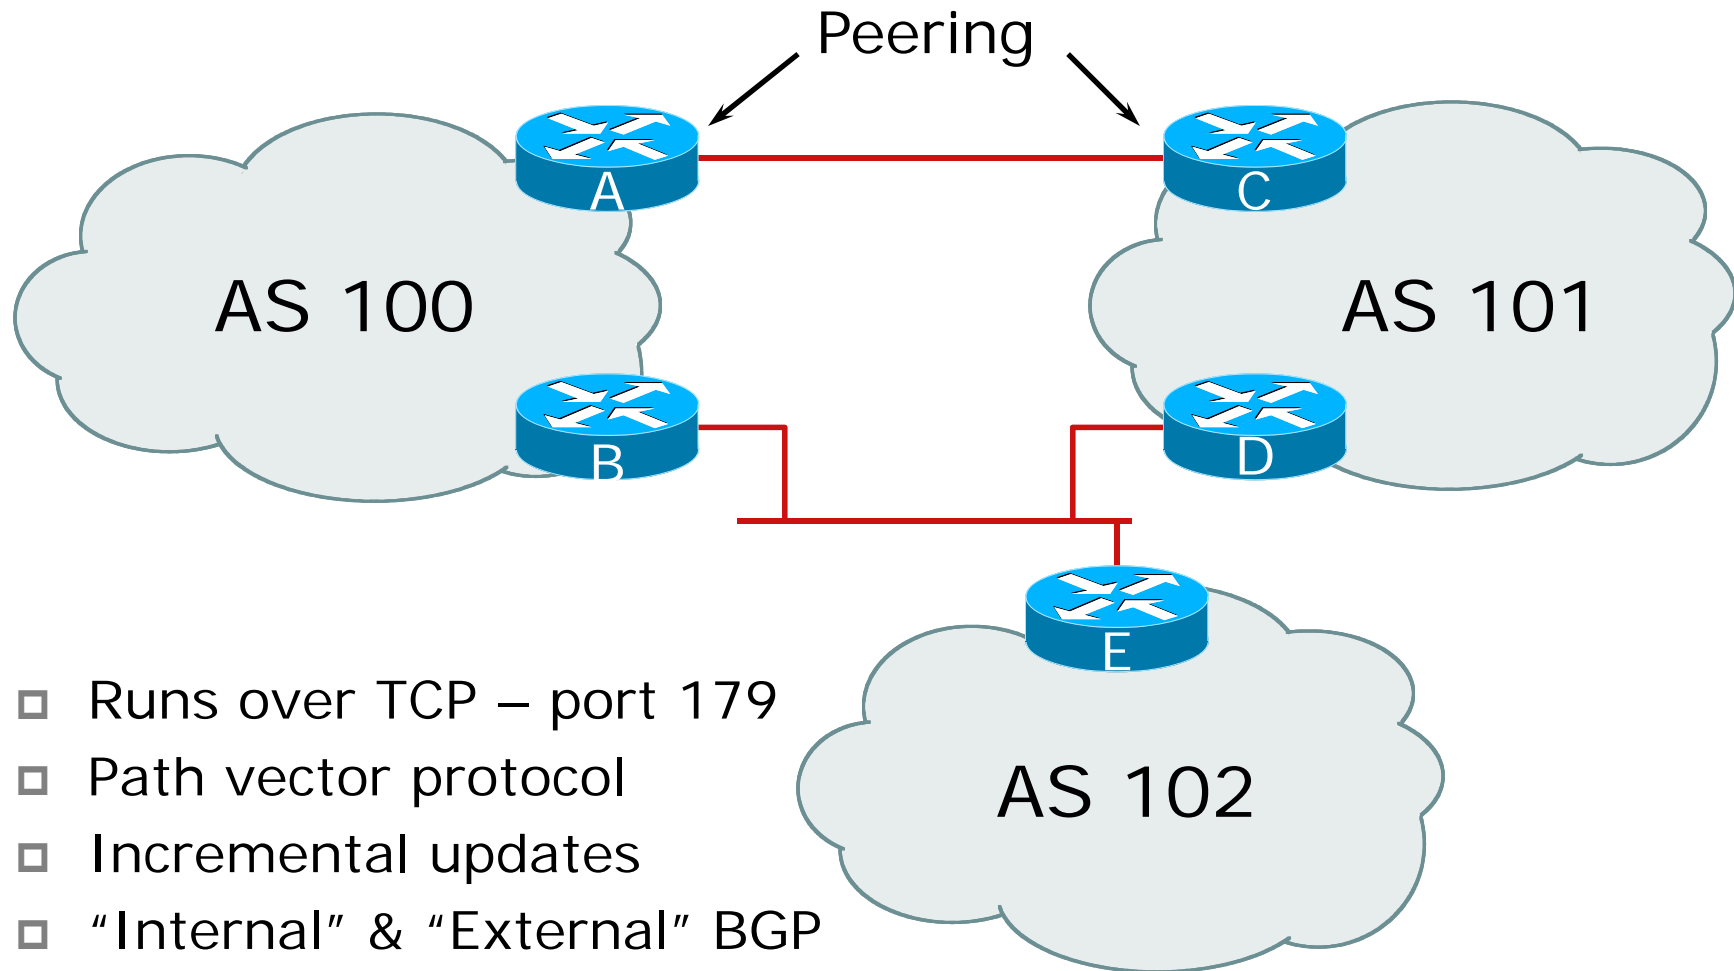 Peering
A
C
AS 100
AS 101
B
D
E
AS 102
Runs over TCP – port 179
Path vector protocol
Incremental updates
“Internal” & “External” BGP